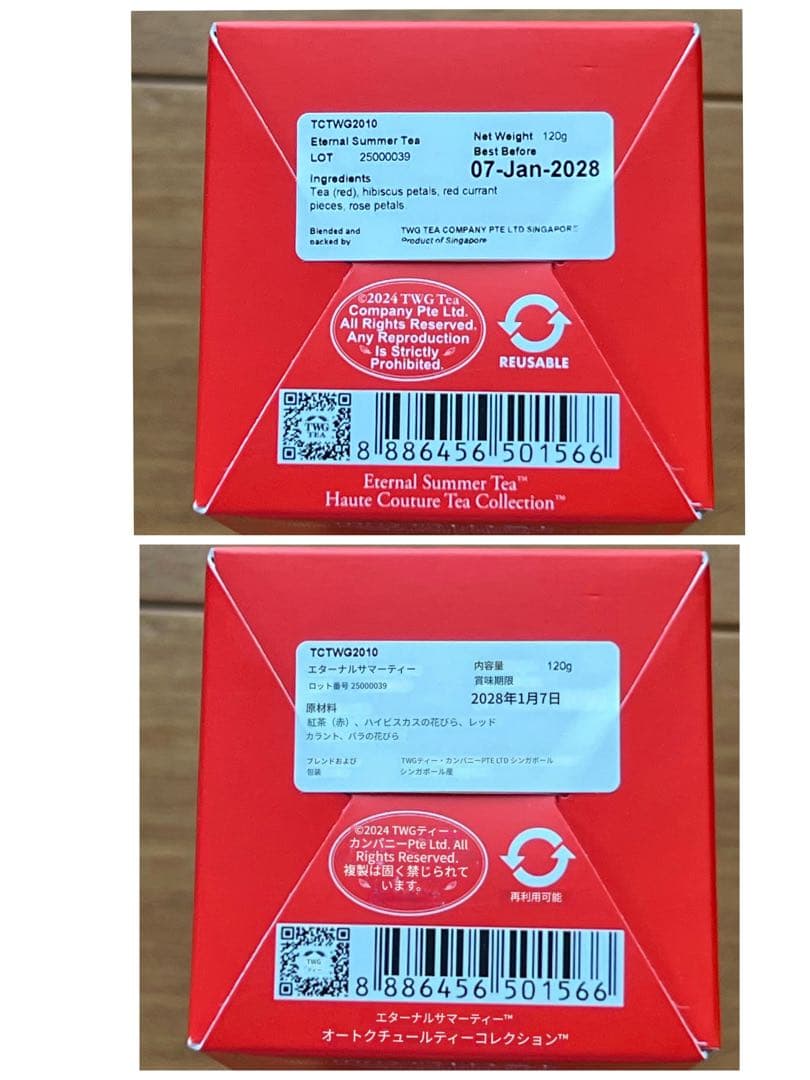 TCTWG2010
Eternal Summer Tea
LOT 25000039
Net Weight 120g
Best Before
07-Jan-2028
Ingredients
Tea (red), hibiscus petals, red currant
pieces, rose petals
Blended and
packed by
TWG TEA COMPANY PTE LTD SINGAPORE
Product of Singapore
©2024 TWG Tea
Company Pte Ltd.
All Rights Reserved.
Any Reproduction
Is Strictly
Prohibited.
REUSABLE
TWG
TEA
8 886456 501566
Eternal Summer Tea™
Haute Couture Tea Collection™
TCTWG2010
エターナルサマーティー
ロット番号 25000039
内容量 120g
賞味期限
2028年1月7日
原材料
紅茶（赤）、ハイビスカスの花びら、レッド
カラント、バラの花びら
ブレンドおよび
包装
TWGティー・カンパニーPTE LTD シンガポール
シンガポール産
©2024 TWGティー・
カンパニーPte Ltd. All
Rights Reserved.
複製は固く禁じられて
います。
再利用可能
TWG
ティー
8 886456 501566
エターナルサマーティー™
オートクチュールティーコレクション™